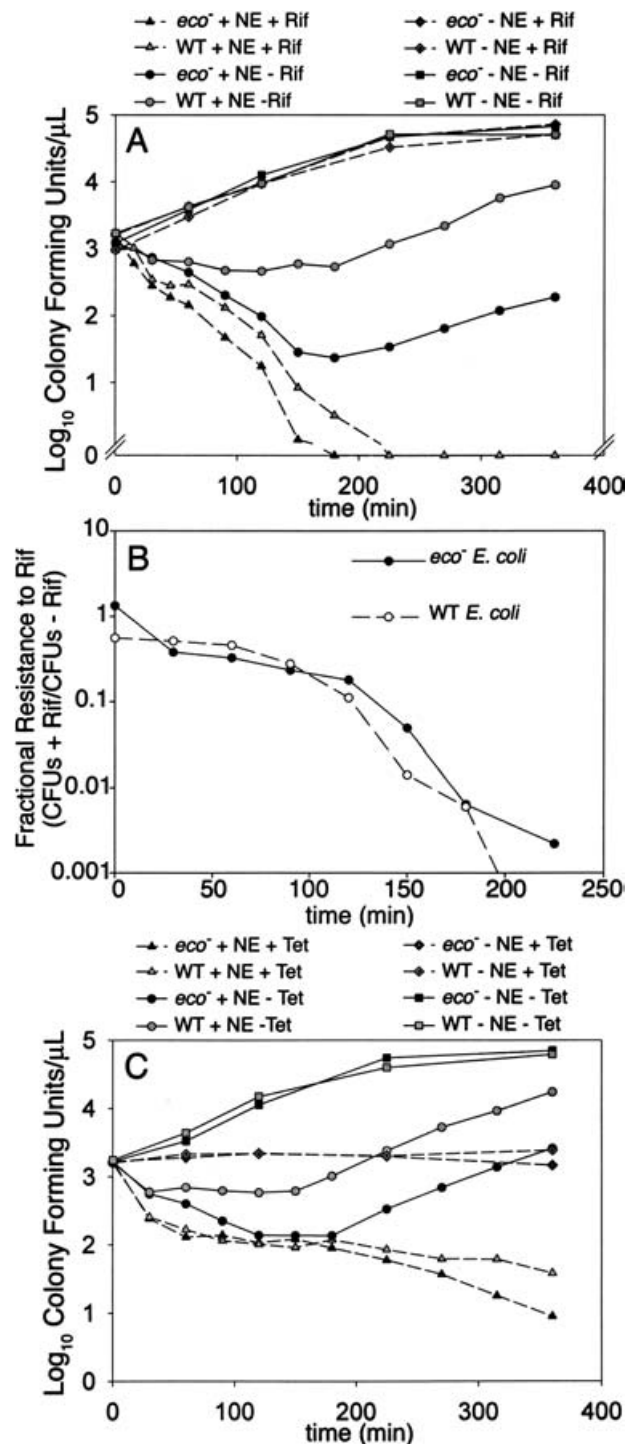 eco- + NE + Rif
WT + NE + Rif
eco- + NE - Rif
WT + NE -Rif
eco- - NE + Rif
WT - NE + Rif
eco- - NE - Rif
WT - NE - Rif
A
Log10 Colony Forming Units/µL
5
4
3
2
1
0
0 100 200 300 400
time (min)
B
Fractional Resistance to Rif
(CFUs + Rif/CFUs - Rif)
eco- E. coli
WT E. coli
10
1
0.1
0.01
0.001
0 50 100 150 200 250
time (min)
eco- + NE + Tet
WT + NE + Tet
eco- + NE - Tet
WT + NE -Tet
eco- - NE + Tet
WT - NE + Tet
eco- - NE - Tet
WT - NE - Tet
C
Log10 Colony Forming Units/µL
5
4
3
2
1
0
0 100 200 300 400
time (min)